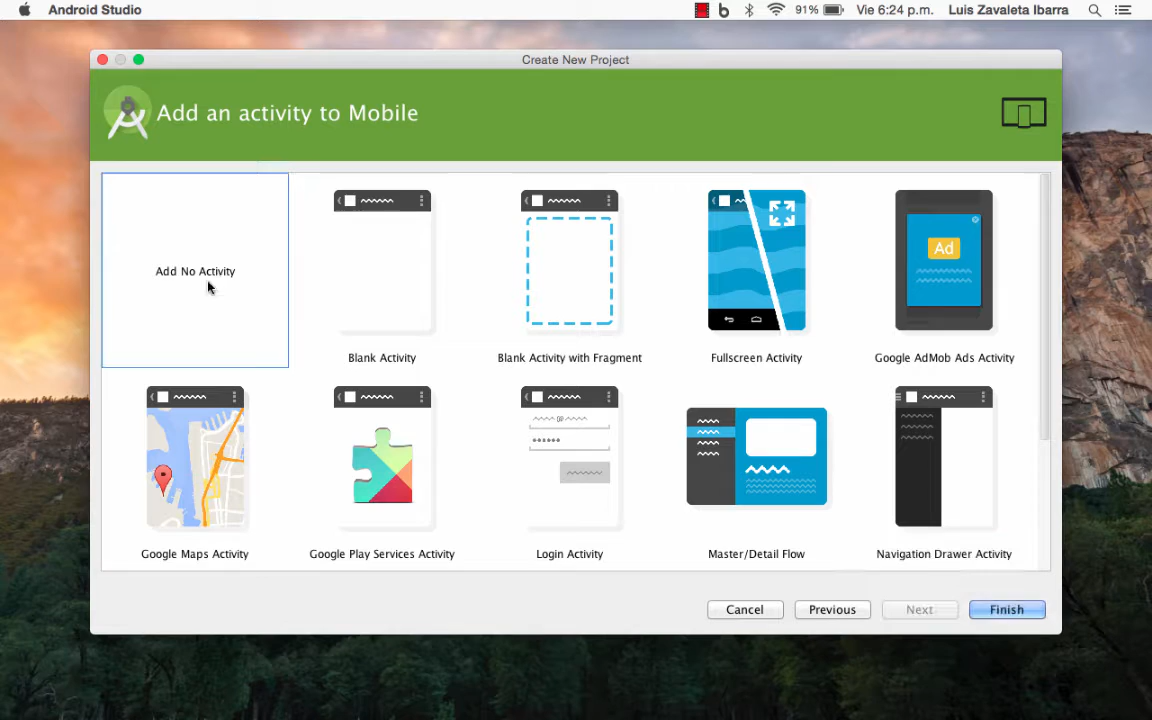 Android Studio
91%
Vie 6:24 p.m.
Luis Zavaleta Ibarra
Create New Project
Add an activity to Mobile
Add No Activity
Ad
Blank Activity
Blank Activity with Fragment
Fullscreen Activity
Google AdMob Ads Activity
Google Maps Activity
Google Play Services Activity
Login Activity
Master/Detail Flow
Navigation Drawer Activity
Cancel
Previous
Next
Finish